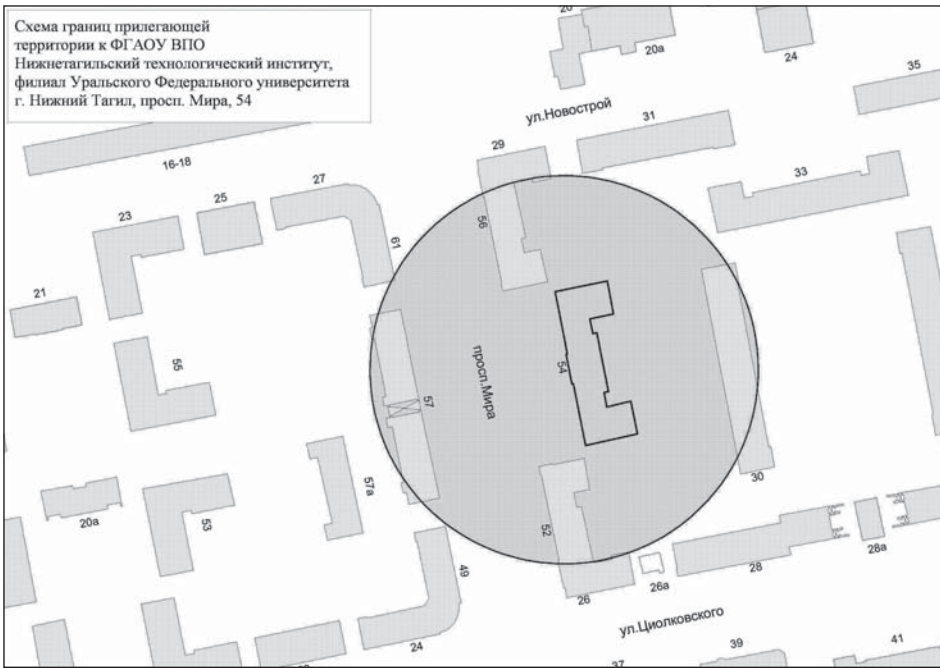 Схема границ прилегающей
территории к ФГАОУ ВПО
Нижнетагильский технологический институт,
филиал Уральского Федерального университета
г. Нижний Тагил, просп. Мира, 54
20
20а
24
35
ул.Новострой
31
29
16-18
33
27
25
23
56
61
21
просп.Мира
54
55
57
30
57а
20а
53
52
28а
49
28
26а
26
ул.Циолковского
24
39
41
37